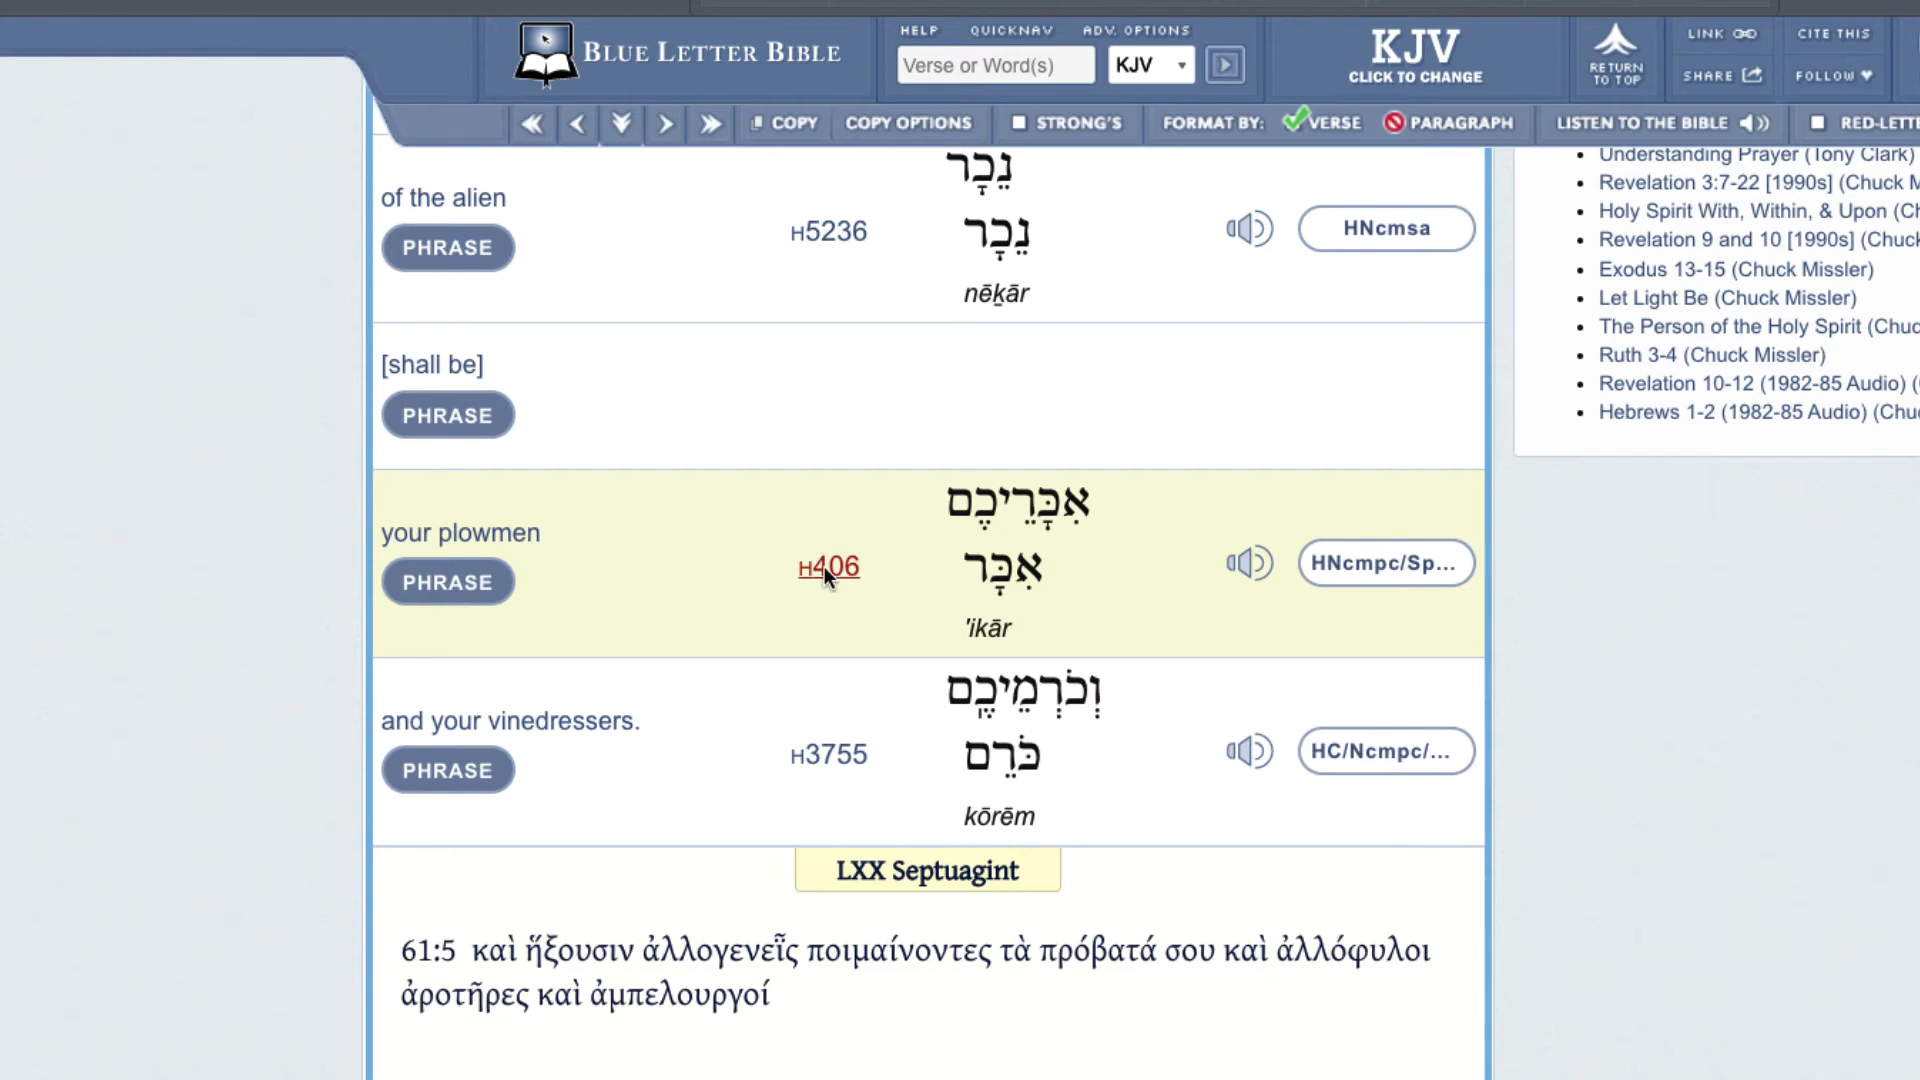 HELP QUICKNAV ADV. OPTIONS
BLUE LETTER BIBLE
Verse or Word(s)
KJV
KJV
CLICK TO CHANGE
RETURN
TO TOP
LINK
CITE THIS
SHARE
FOLLOW
COPY COPY OPTIONS STRONG'S FORMAT BY: VERSE PARAGRAPH LISTEN TO THE BIBLE
of the alien
PHRASE
H5236
נֵכָר
נֵכָר
nēḵār
HNcmsa
[shall be]
PHRASE
your plowmen
PHRASE
H406
אִכָּרֵיכֶם
אִכָּר
'ikār
HNcmpc/Sp...
and your vinedressers.
PHRASE
H3755
וְכֹרְמֵיכֶֽם
כֹּרֵם
kōrēm
HC/Ncmpc/...
LXX Septuagint
61:5 καὶ ἥξουσιν ἀλλογενεῖς ποιμαίνοντες τὰ πρόβατά σου καὶ ἀλλόφυλοι
ἀροτῆρες καὶ ἀμπελουργοί
Understanding Prayer (Tony Clark)
Revelation 3:7-22 [1990s] (Chuck
Holy Spirit With, Within, & Upon
Revelation 9 and 10 [1990s] (Chuck
Exodus 13-15 (Chuck Missler)
Let Light Be (Chuck Missler)
The Person of the Holy Spirit
Ruth 3-4 (Chuck Missler)
Revelation 10-12 (1982-85 Audio)
Hebrews 1-2 (1982-85 Audio)